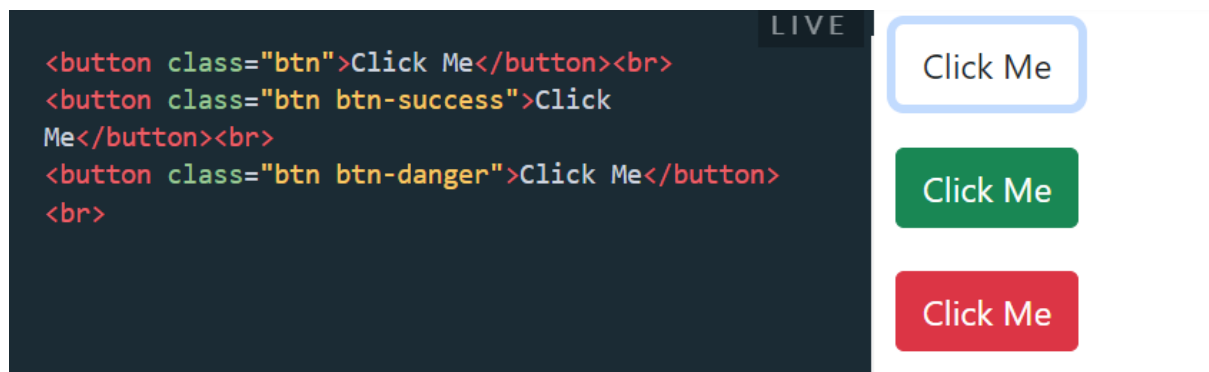 LIVE
<button class="btn">Click Me</button><br>
<button class="btn btn-success">Click
Me</button><br>
<button class="btn btn-danger">Click Me</button>
<br>
Click Me
Click Me
Click Me